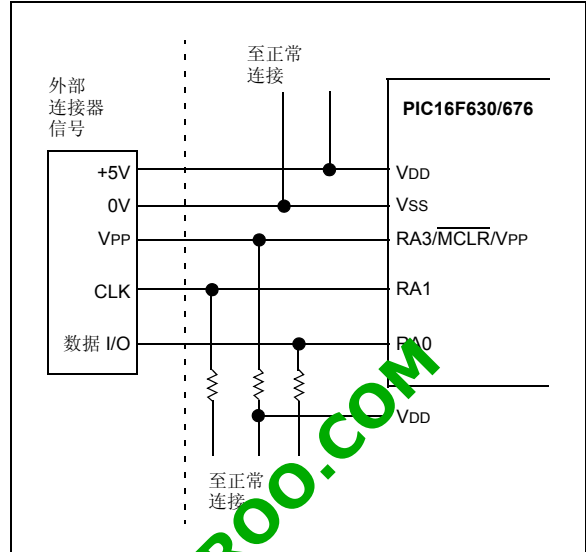 至正常
连接
外部
连接器
信号
PIC16F630/676
+5V
VDD
0V
VSS
VPP
RA3/MCLR/VPP
CLK
RA1
数据 I/O
RA0
VDD
至正常
连接
ROO.COM